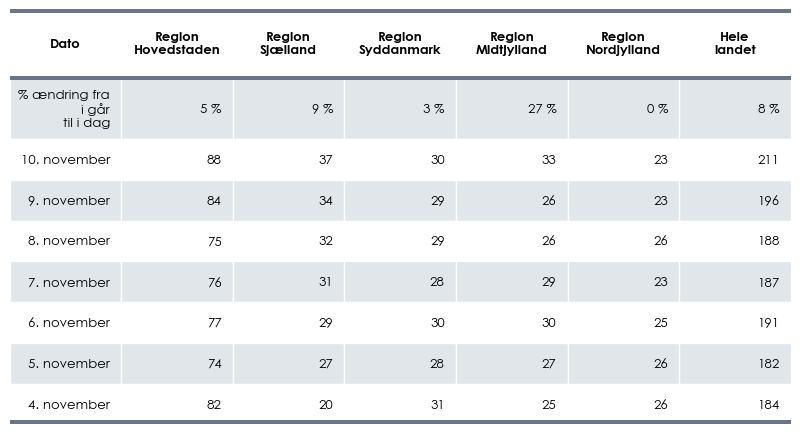 Dato Region Hovedstaden Region Sjælland Region Syddanmark Region Midtjylland Region Nordjylland Hele landet
% ændring fra i går til i dag 5 % 9 % 3 % 27 % 0 % 8 %
10. november 88 37 30 33 23 211
9. november 84 34 29 26 23 196
8. november 75 32 29 26 26 188
7. november 76 31 28 29 23 187
6. november 77 29 30 30 25 191
5. november 74 27 28 27 26 182
4. november 82 20 31 25 26 184